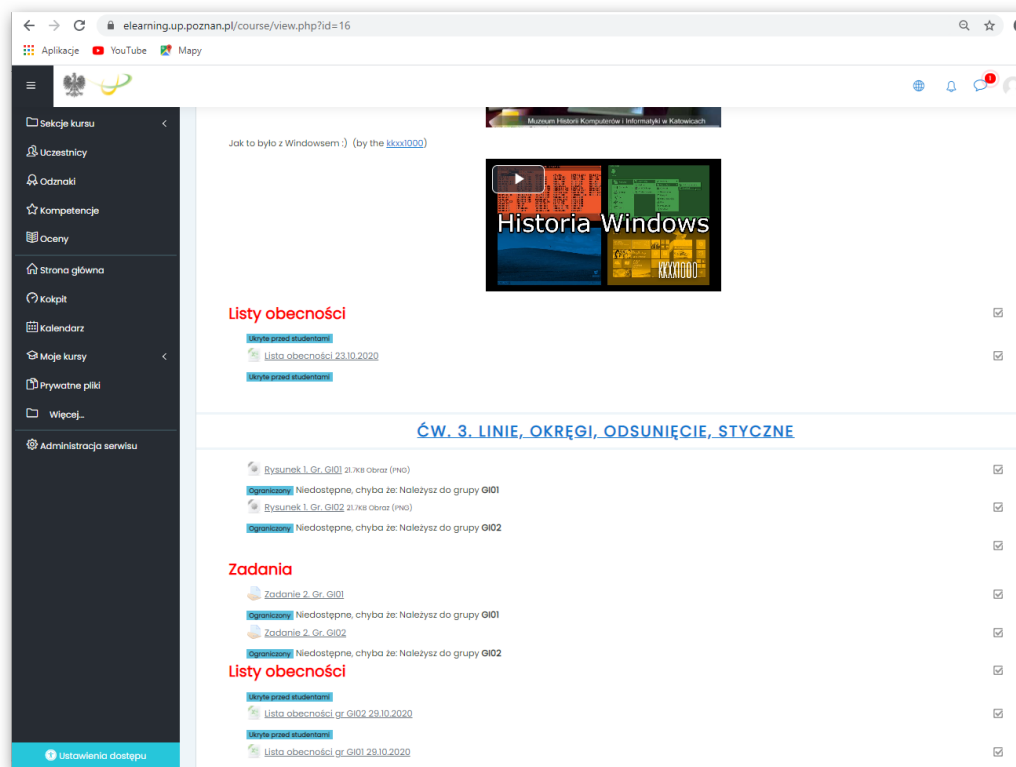 elearning.up.poznan.pl/course/view.php?id=16
Aplikacje YouTube Mapy
1
Sekcje kursu
Uczestnicy
Odznaki
Kompetencje
Oceny
Strona główna
Kokpit
Kalendarz
Moje kursy
Prywatne pliki
Więcej...
Administracja serwisu
Ustawienia dostępu
Muzeum Historii Komputerów i Informatyki w Katowicach
Jak to było z Windowsem :) (by the kkxx1000)
Historia Windows
KKXX1000
Listy obecności
Ukryte przed studentami
Lista obecności 23.10.2020
Ukryte przed studentami
ĆW. 3. LINIE, OKRĘGI, ODSUNIĘCIE, STYCZNE
Rysunek 1. Gr. GI01 21.7KB Obraz (PNG)
Ograniczony Niedostępne, chyba że: Należysz do grupy GI01
Rysunek 1. Gr. GI02 21.7KB Obraz (PNG)
Ograniczony Niedostępne, chyba że: Należysz do grupy GI02
Zadania
Zadanie 2. Gr. GI01
Ograniczony Niedostępne, chyba że: Należysz do grupy GI01
Zadanie 2. Gr. GI02
Ograniczony Niedostępne, chyba że: Należysz do grupy GI02
Listy obecności
Ukryte przed studentami
Lista obecności gr GI02 29.10.2020
Ukryte przed studentami
Lista obecności gr GI01 29.10.2020